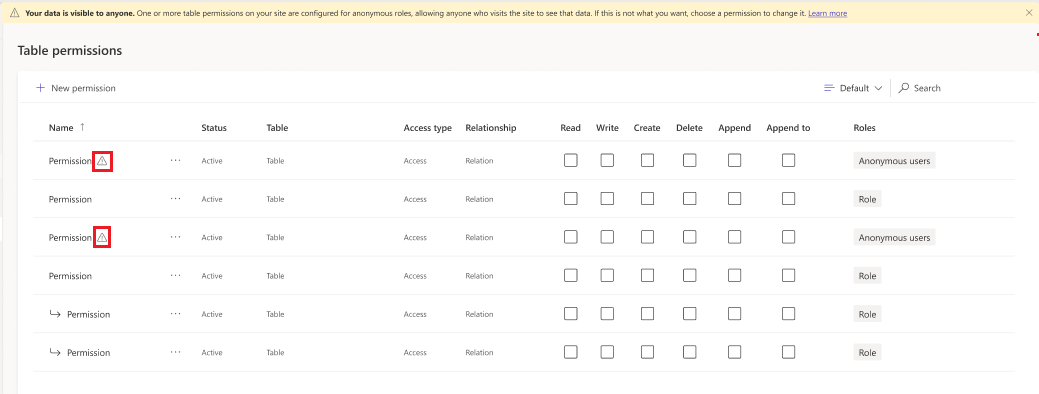 Your data is visible to anyone. One or more table permissions on your site are configured for anonymous roles, allowing anyone who visits the site to see that data. If this is not what you want, choose a permission to change it. Learn more
Table permissions
New permission Default Search
Name Status Table Access type Relationship Read Write Create Delete Append Append to Roles
Permission Active Table Access Relation Anonymous users
Permission Active Table Access Relation Role
Permission Active Table Access Relation Anonymous users
Permission Active Table Access Relation Role
Permission Active Table Access Relation Role
Permission Active Table Access Relation Role